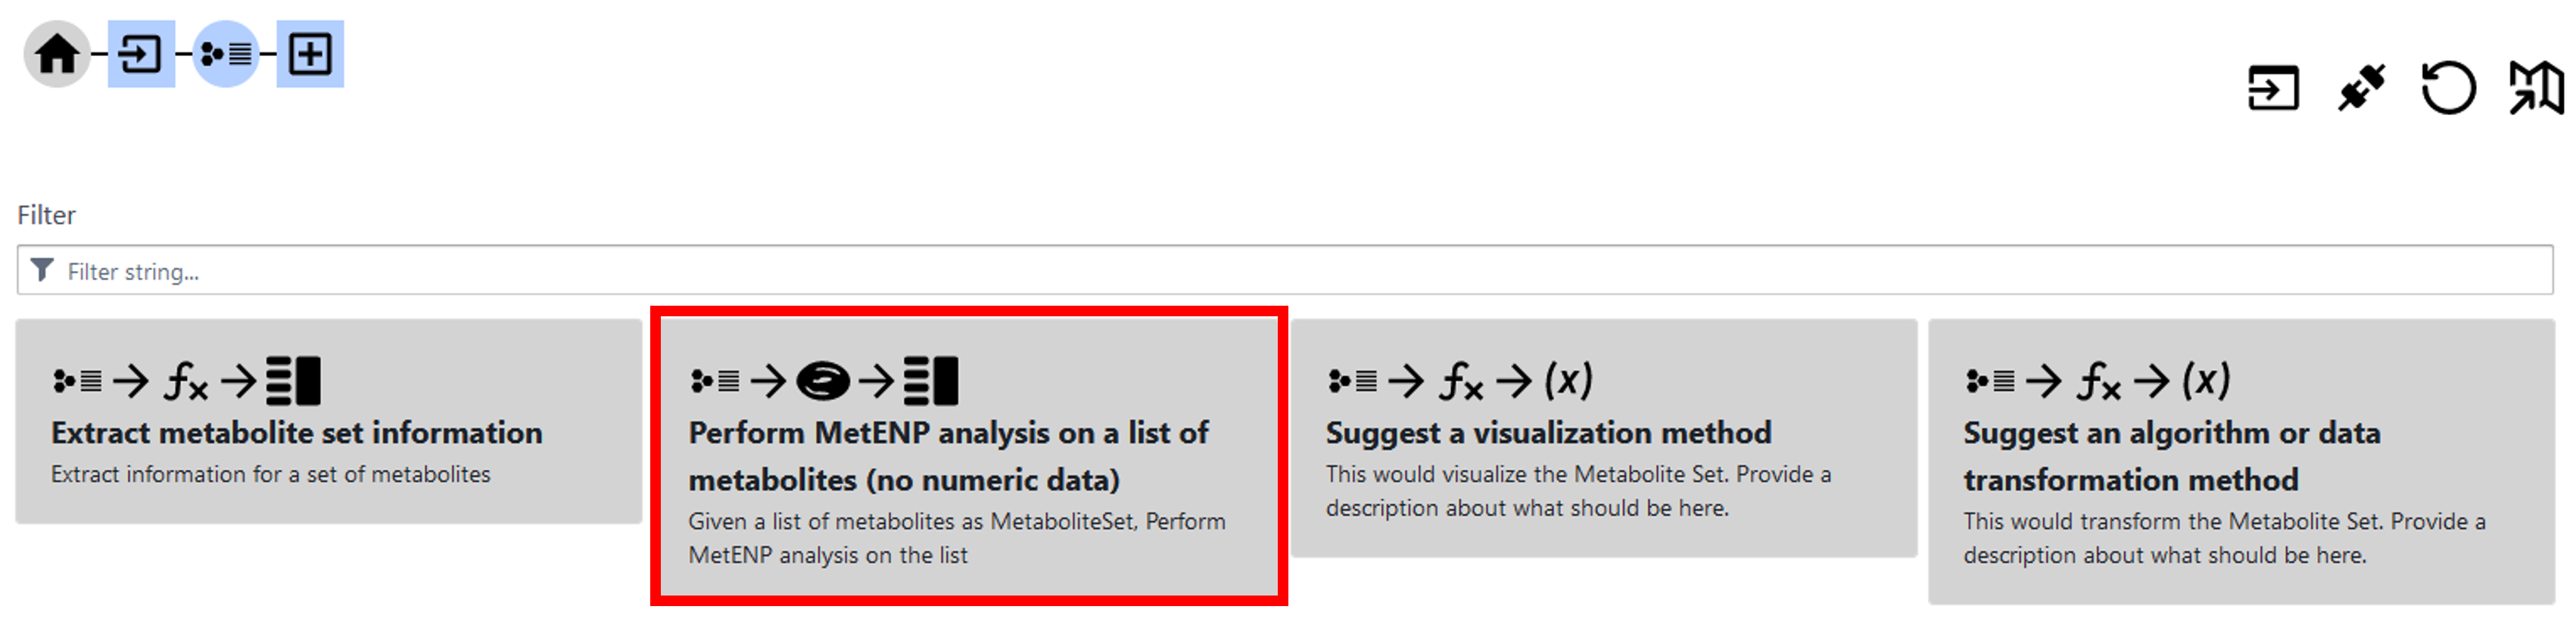 Filter
Filter string...
Extract metabolite set information
Extract information for a set of metabolites
Perform MetENP analysis on a list of
metabolites (no numeric data)
Given a list of metabolites as MetaboliteSet, Perform
MetENP analysis on the list
(x)
Suggest a visualization method
This would visualize the Metabolite Set. Provide a
description about what should be here.
(x)
Suggest an algorithm or data
transformation method
This would transform the Metabolite Set. Provide a
description about what should be here.